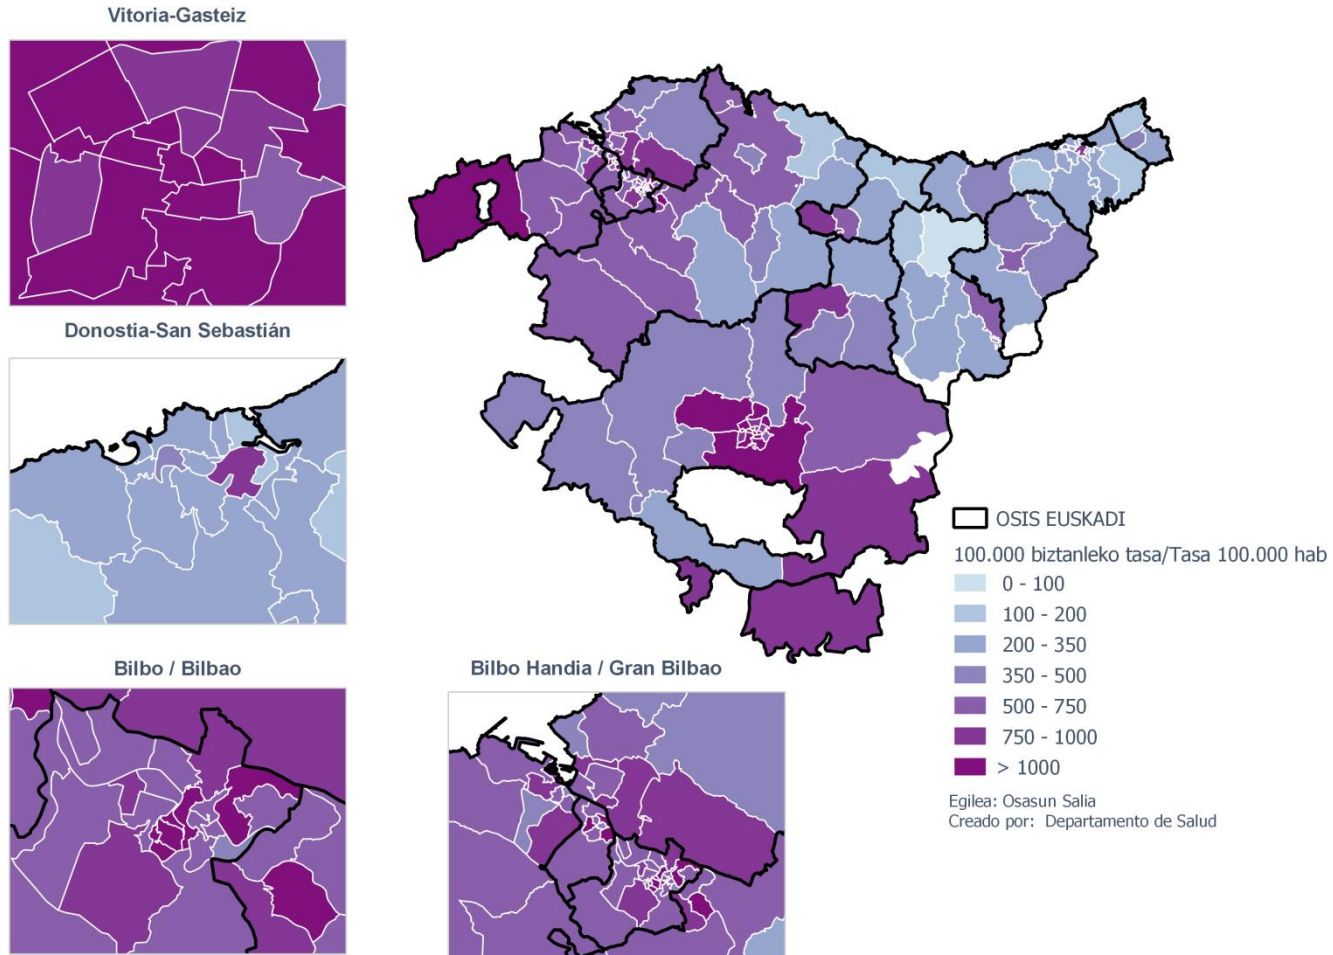 Vitoria-Gasteiz
Donostia-San Sebastián
Bilbo / Bilbao
Bilbo Handia / Gran Bilbao
OSIS EUSKADI
100.000 biztanleko tasa/Tasa 100.000 hab
0 - 100
100 - 200
200 - 350
350 - 500
500 - 750
750 - 1000
> 1000
Egilea: Osasun Salia
Creado por: Departamento de Salud